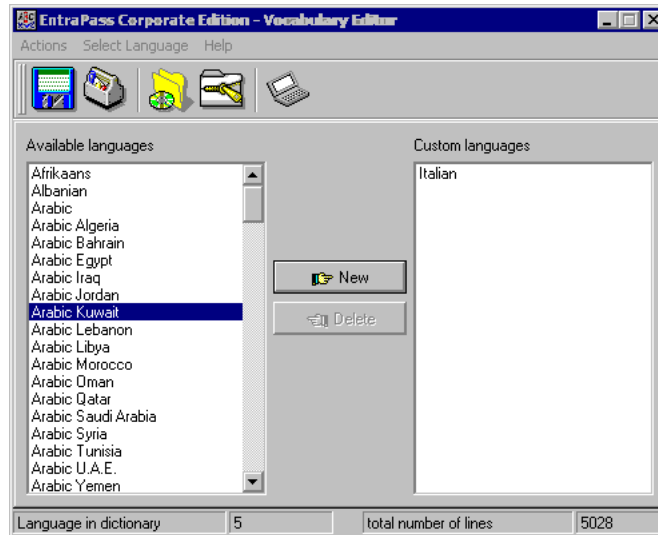 EntraPass Corporate Edition - Vocabulary Editor
Actions Select Language Help
Available languages
Custom languages
Afrikaans
Albanian
Arabic
Arabic Algeria
Arabic Bahrain
Arabic Egypt
Arabic Iraq
Arabic Jordan
Arabic Kuwait
Arabic Lebanon
Arabic Libya
Arabic Morocco
Arabic Oman
Arabic Qatar
Arabic Saudi Arabia
Arabic Syria
Arabic Tunisia
Arabic U.A.E.
Arabic Yemen
New
Delete
Italian
Language in dictionary 5 total number of lines 5028